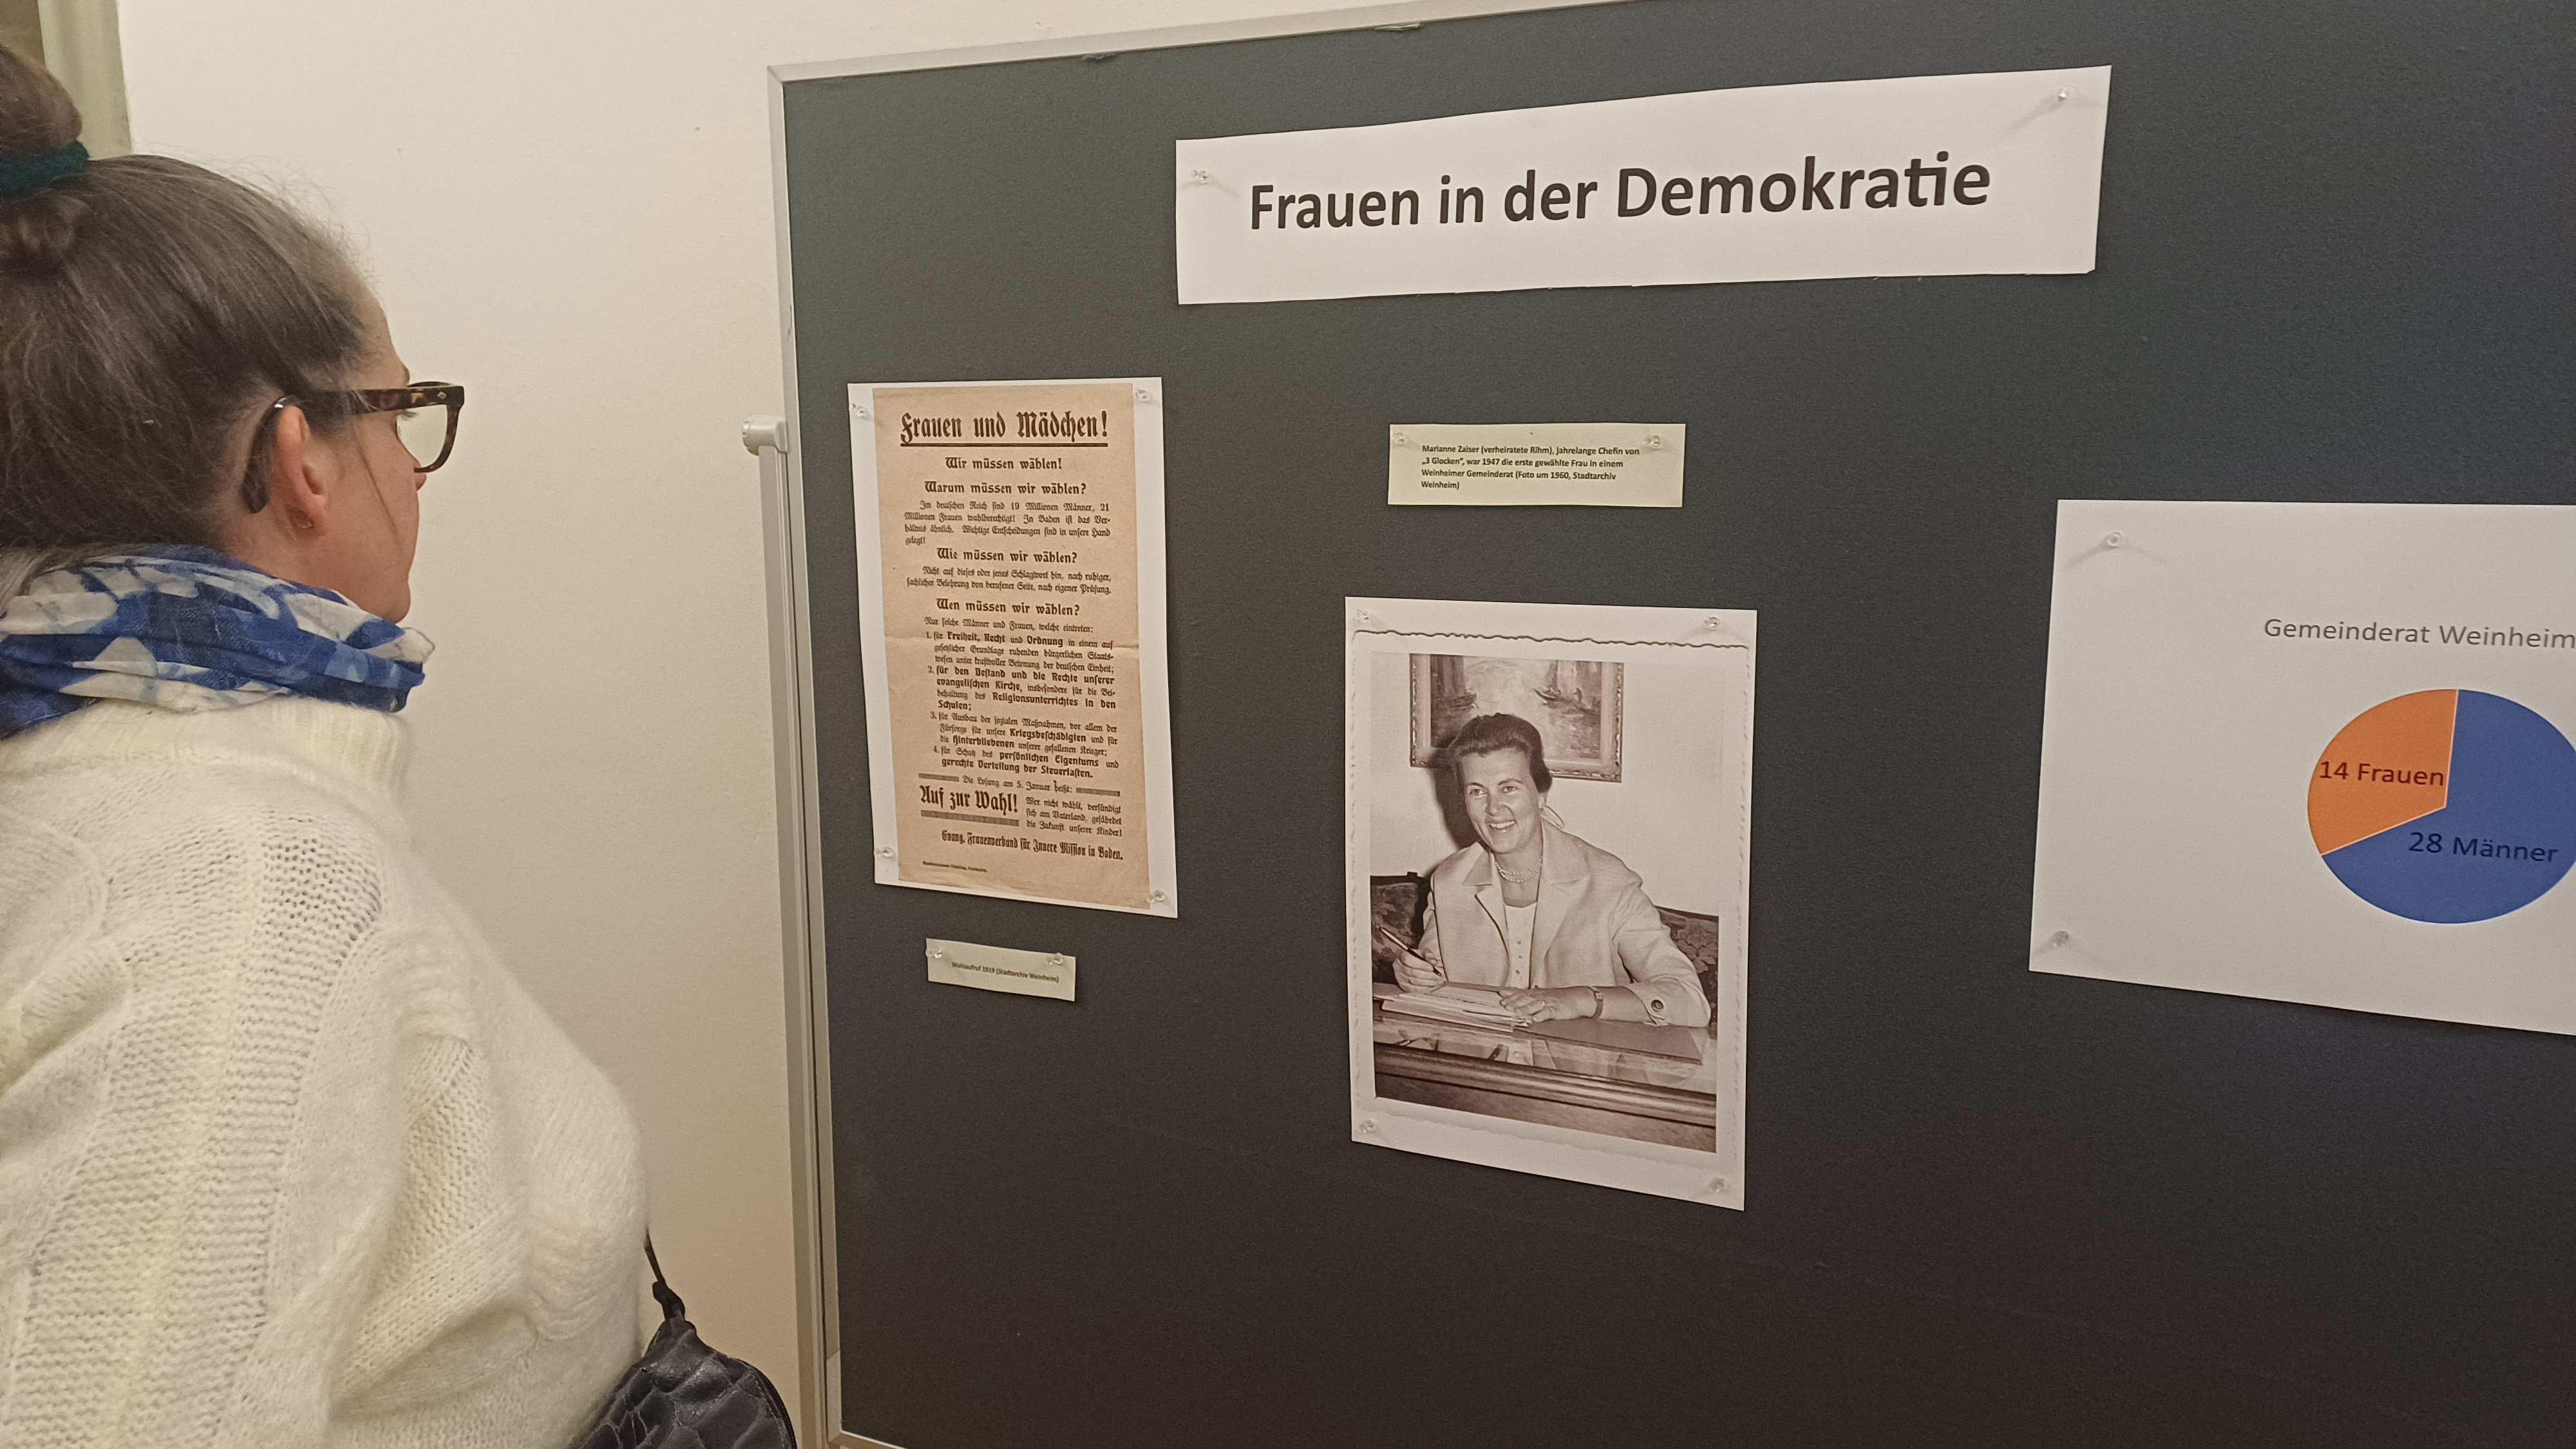 Frauen in der Demokratie
Frauen und Mädchen!
Wir müssen wählen!
Warum müssen wir wählen?
Im deutschen Reich sind 19 Millionen Männer, 21
Millionen Frauen wahlberechtigt! In Baden ist das Ver-
hältnis ähnlich. Wichtige Entscheidungen sind in unsere Hand
gelegt!
Wie müssen wir wählen?
Nicht auf dieses oder jenes Schlagwort hin, nach ruhiger,
sachlicher Belehrung von berufener Seite, nach eigener Prüfung.
Wen müssen wir wählen?
Nur solche Männer und Frauen, welche eintreten:
1. für Freiheit, Recht und Ordnung in einem auf
gesetzlicher Grundlage ruhenden bürgerlichen Staats-
wesen unter kraftvoller Betonung der deutschen Einheit;
2. für den Bestand und die Rechte unserer
evangelischen Kirche, insbesondere für die Bei-
behaltung des Religionsunterrichtes in den
Schulen;
3. für Ausbau der sozialen Maßnahmen, vor allem der
Fürsorge für unsere Kriegsbeschädigten und für
die Hinterbliebenen unserer gefallenen Krieger;
4. für Schutz des persönlichen Eigentums und
gerechte Verteilung der Steuerlasten.
Die Losung am 5. Januar heißt:
Auf zur Wahl!
Wer nicht wählt, versündigt
sich am Vaterland, gefährdet
die Zukunft unserer Kinder!
Evang. Frauenverband für Innere Mission in Baden.
Wahlaufruf 1919 (Stadtarchiv Weinheim)
Marianne Zaiser (verheiratete Rihm), jahrelange Chefin von
„3 Glocken“, war 1947 die erste gewählte Frau in einem
Weinheimer Gemeinderat (Foto um 1960, Stadtarchiv
Weinheim)
Gemeinderat Weinheim
14 Frauen
28 Männer